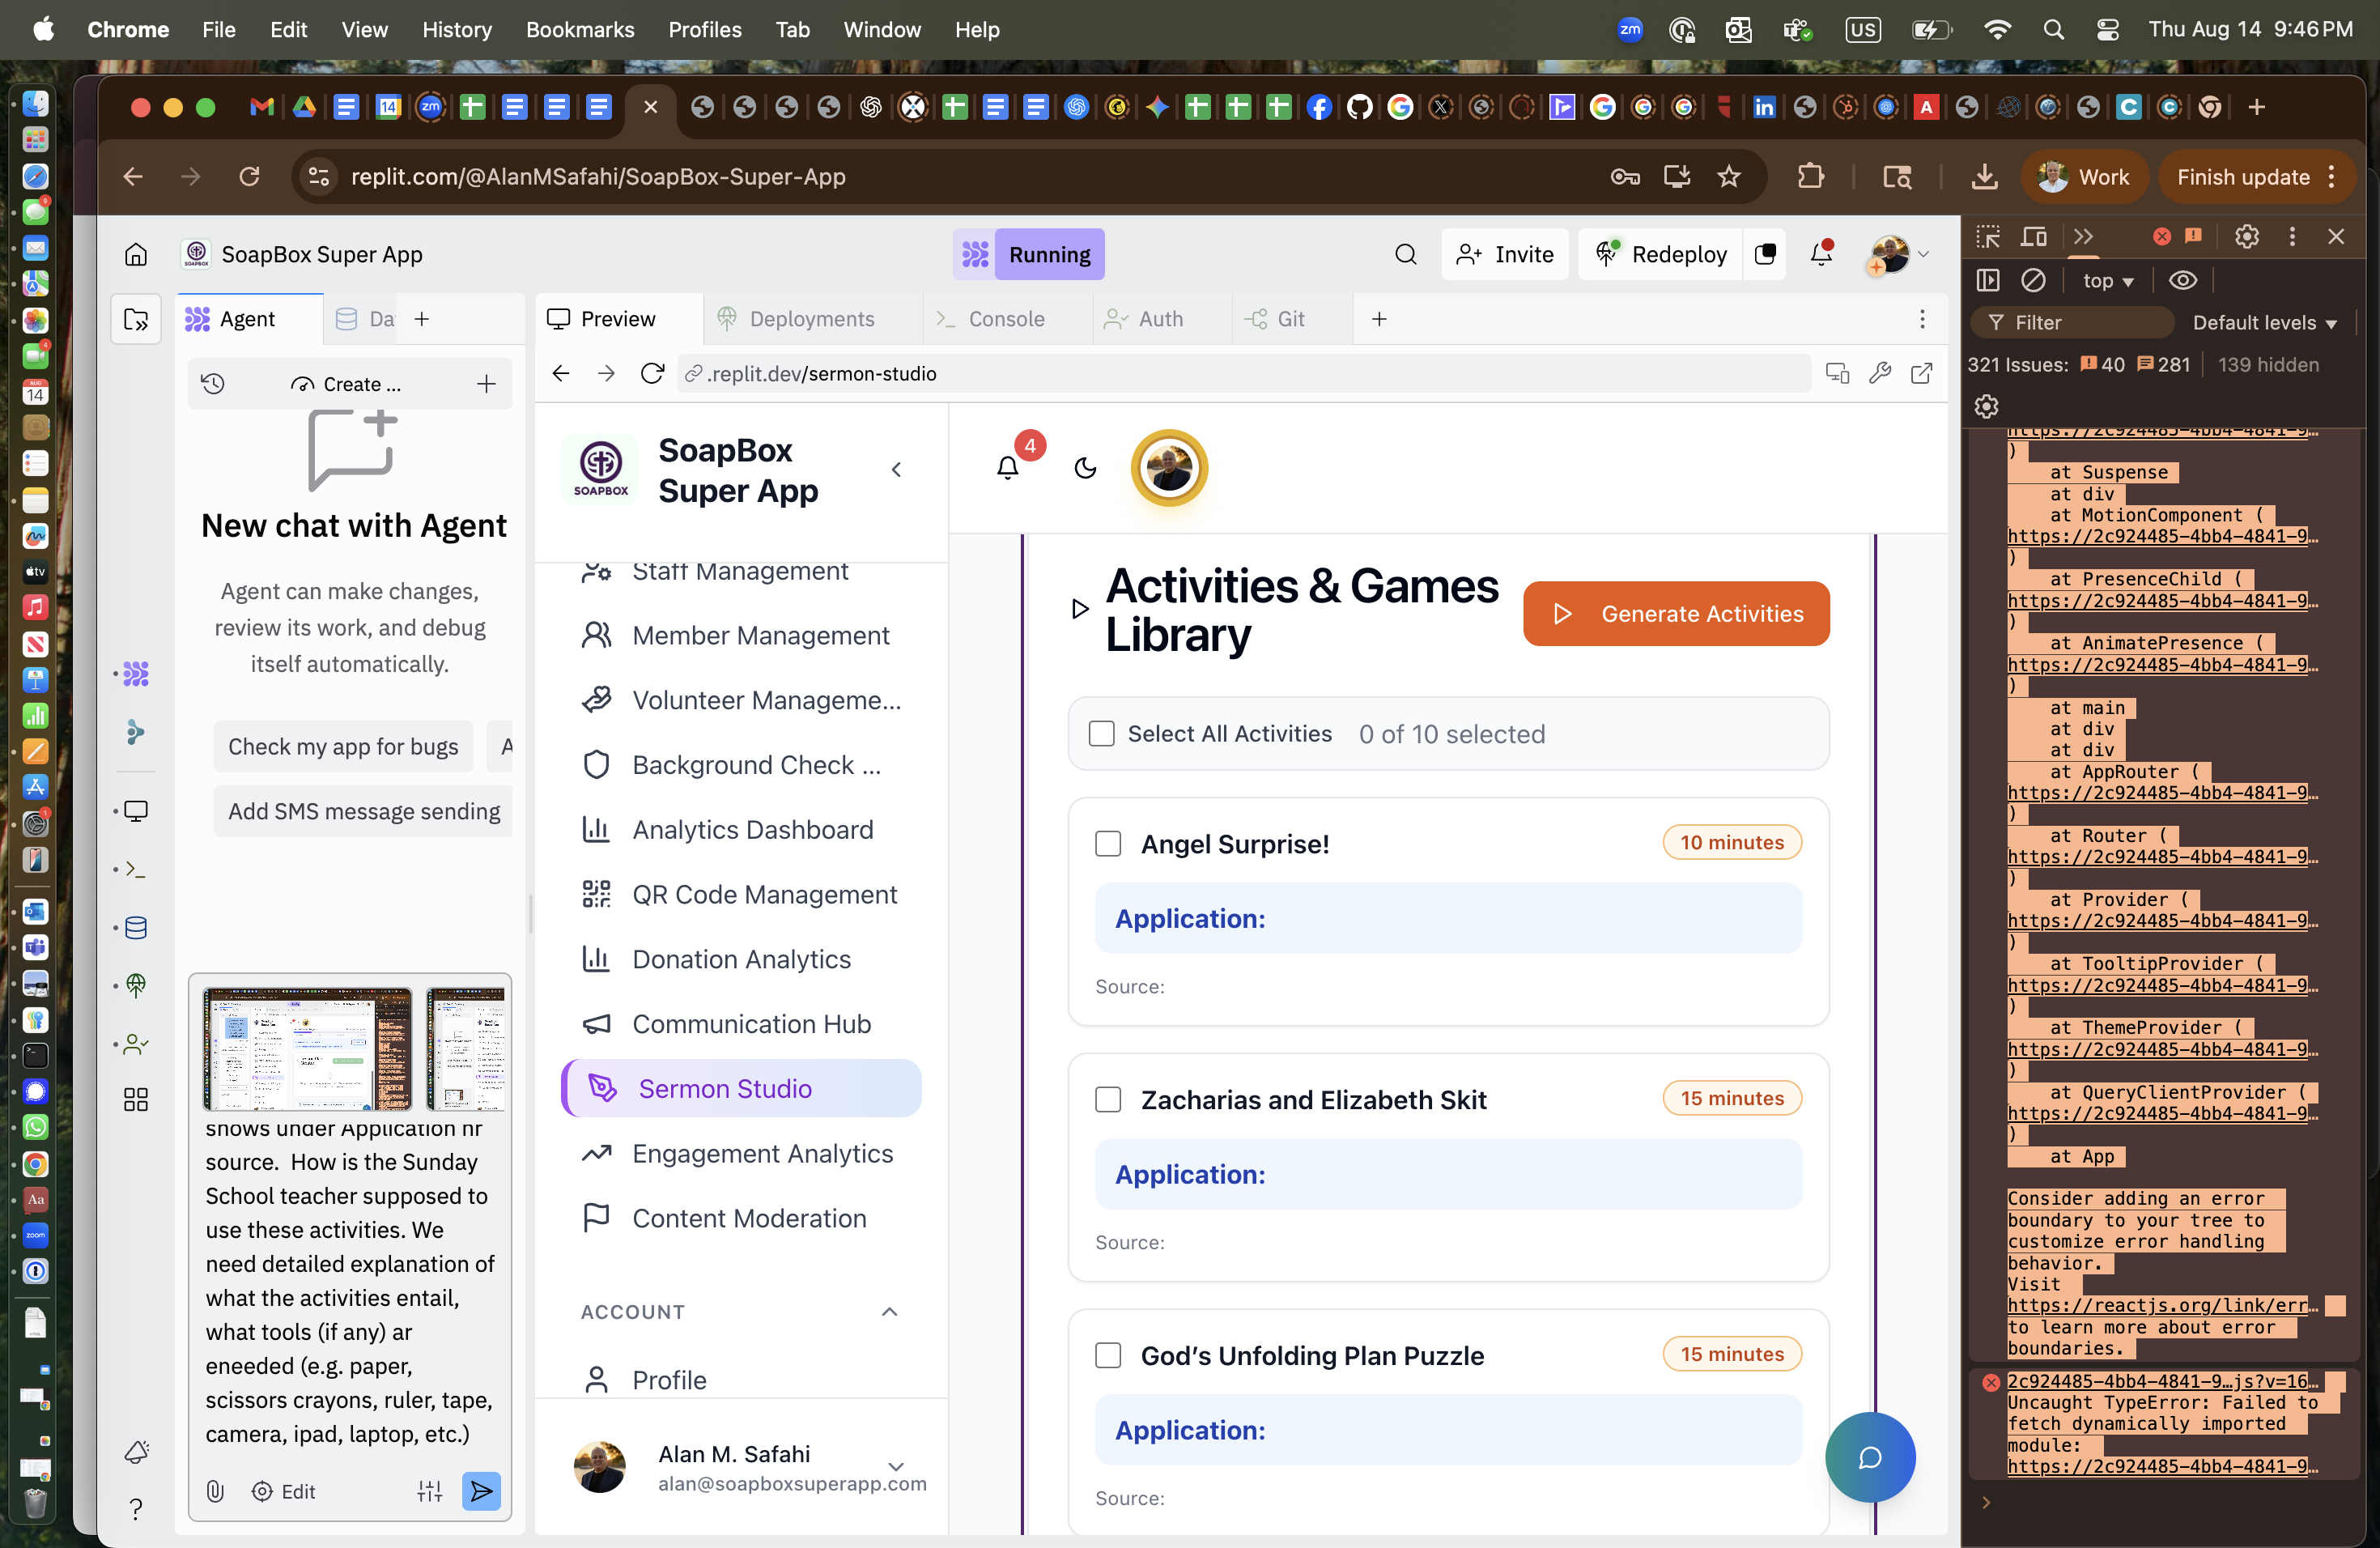 Chrome File Edit View History Bookmarks Profiles Tab Window Help
zm US Thu Aug 14 9:46 PM
replit.com/@AlanMSafahi/SoapBox-Super-App
Work
Finish update
SoapBox Super App
Running
Invite
Redeploy
Agent
Da
Preview
Deployments
Console
Auth
Git
Create ...
.replit.dev/sermon-studio
New chat with Agent
Agent can make changes,
review its work, and debug
itself automatically.
Check my app for bugs
A
Add SMS message sending
shows under Application nr
source. How is the Sunday
School teacher supposed to
use these activities. We
need detailed explanation of
what the activities entail,
what tools (if any) ar
eneeded (e.g. paper,
scissors crayons, ruler, tape,
camera, ipad, laptop, etc.)
Edit
SOAPBOX
SoapBox
Super App
Staff Management
Member Management
Volunteer Manageme...
Background Check ...
Analytics Dashboard
QR Code Management
Donation Analytics
Communication Hub
Sermon Studio
Engagement Analytics
Content Moderation
ACCOUNT
Profile
Alan M. Safahi
alan@soapboxsuperapp.com
4
Activities & Games
Library
Generate Activities
Select All Activities 0 of 10 selected
Angel Surprise!
10 minutes
Application:
Source:
Zacharias and Elizabeth Skit
15 minutes
Application:
Source:
God's Unfolding Plan Puzzle
15 minutes
Application:
Source:
top
Filter
Default levels
321 Issues: 40 281 139 hidden
https://2c924485-4bb4-4841-9…
)
at Suspense
at div
at MotionComponent (
https://2c924485-4bb4-4841-9…
)
at PresenceChild (
https://2c924485-4bb4-4841-9…
)
at AnimatePresence (
https://2c924485-4bb4-4841-9…
)
at main
at div
at div
at AppRouter (
https://2c924485-4bb4-4841-9…
)
at Router (
https://2c924485-4bb4-4841-9…
)
at Provider (
https://2c924485-4bb4-4841-9…
)
at TooltipProvider (
https://2c924485-4bb4-4841-9…
)
at ThemeProvider (
https://2c924485-4bb4-4841-9…
)
at QueryClientProvider (
https://2c924485-4bb4-4841-9…
)
at App
Consider adding an error
boundary to your tree to
customize error handling
behavior.
Visit
https://reactjs.org/link/err…
to learn more about error
boundaries.
2c924485-4bb4-4841-9…js?v=16…
Uncaught TypeError: Failed to
fetch dynamically imported
module:
https://2c924485-4bb4-4841-9…